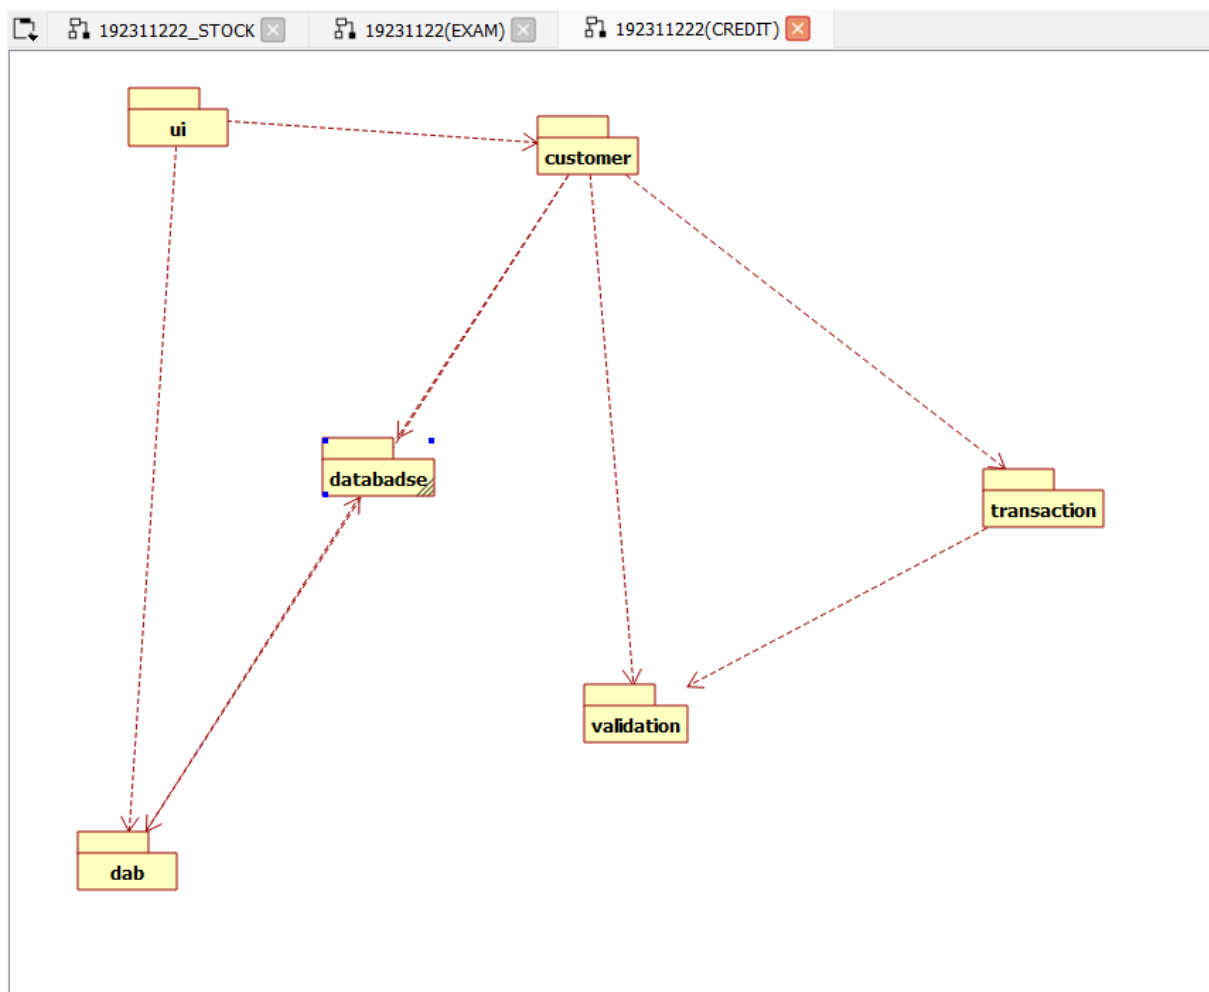 192311222_STOCK
19231122(EXAM)
192311222(CREDIT)
ui
customer
databadse
transaction
validation
dab